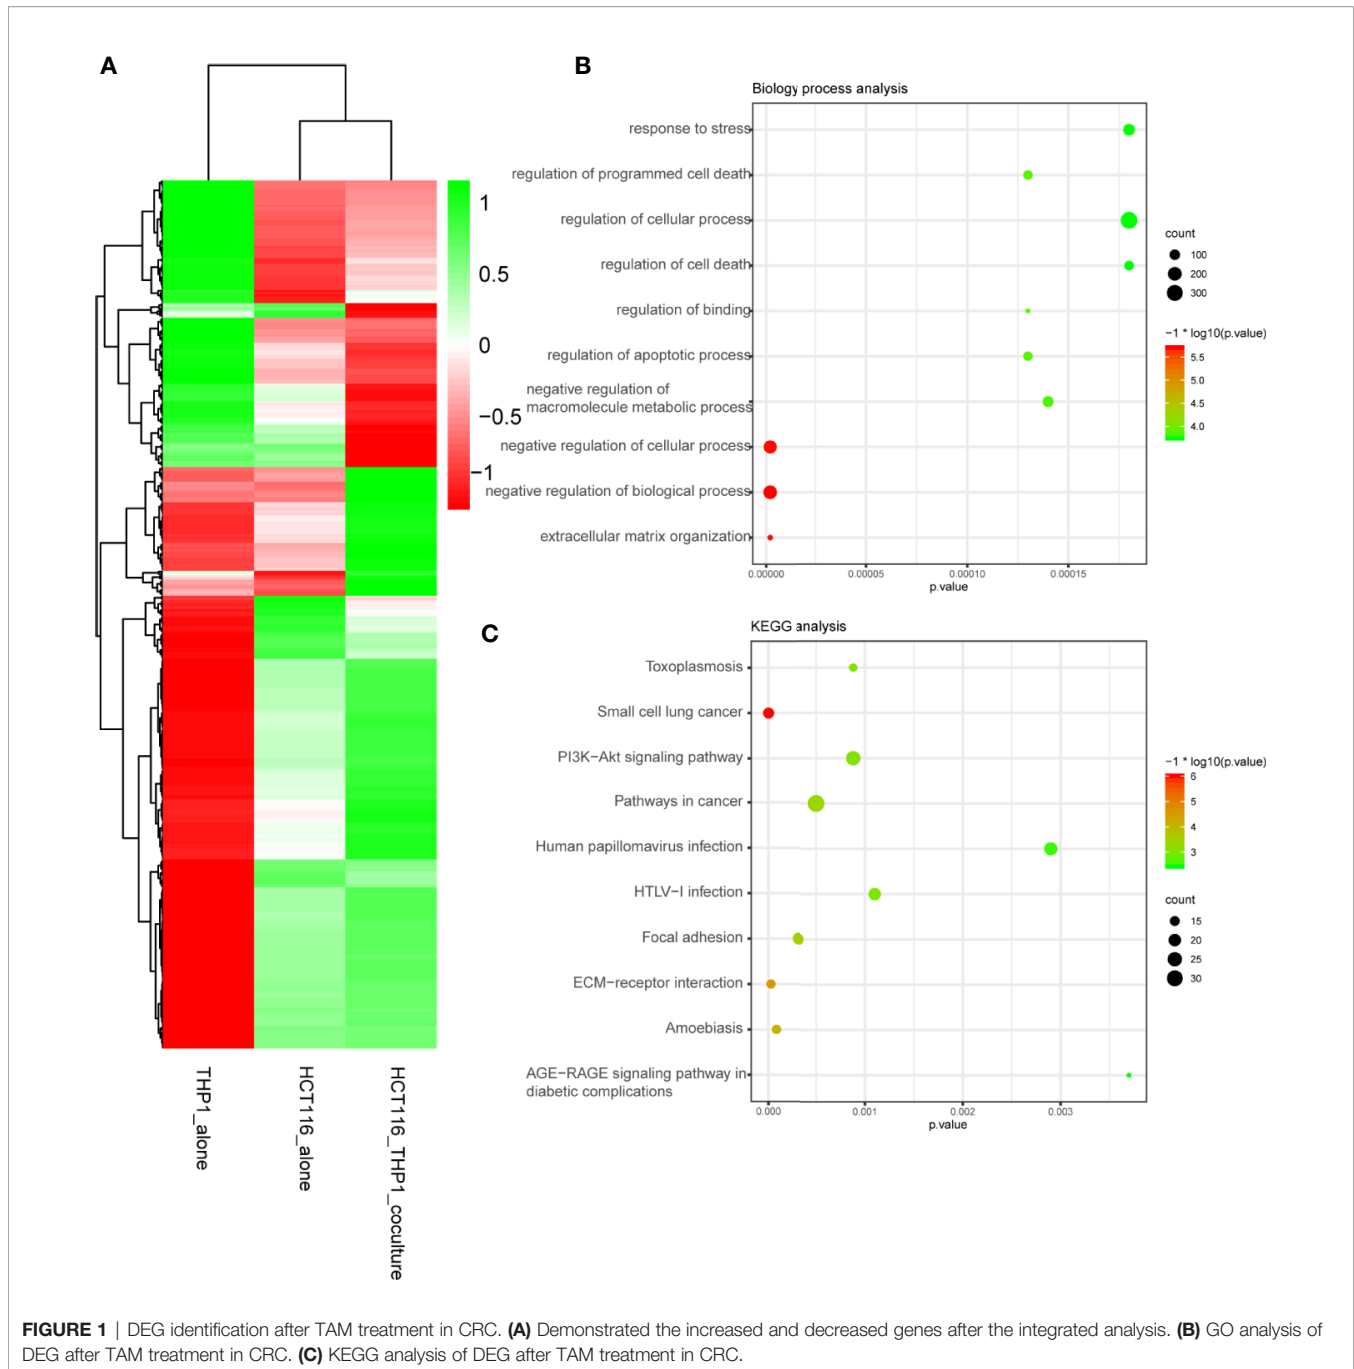 A
1
0.5
0
−0.5
−1
THP1_alone
HCT116_alone
HCT116_THP1_coculture
B
Biology process analysis
response to stress
regulation of programmed cell death
regulation of cellular process
regulation of cell death
regulation of binding
regulation of apoptotic process
negative regulation of
macromolecule metabolic process
negative regulation of cellular process
negative regulation of biological process
extracellular matrix organization
0.00000 0.00005 0.00010 0.00015
p.value
count
100
200
300
−1 * log10(p.value)
5.5
5.0
4.5
4.0
C
KEGG analysis
Toxoplasmosis
Small cell lung cancer
PI3K−Akt signaling pathway
Pathways in cancer
Human papillomavirus infection
HTLV−I infection
Focal adhesion
ECM−receptor interaction
Amoebiasis
AGE−RAGE signaling pathway in
diabetic complications
0.000 0.001 0.002 0.003
p.value
−1 * log10(p.value)
6
5
4
3
count
15
20
25
30
FIGURE 1 | DEG identification after TAM treatment in CRC. (A) Demonstrated the increased and decreased genes after the integrated analysis. (B) GO analysis of
DEG after TAM treatment in CRC. (C) KEGG analysis of DEG after TAM treatment in CRC.